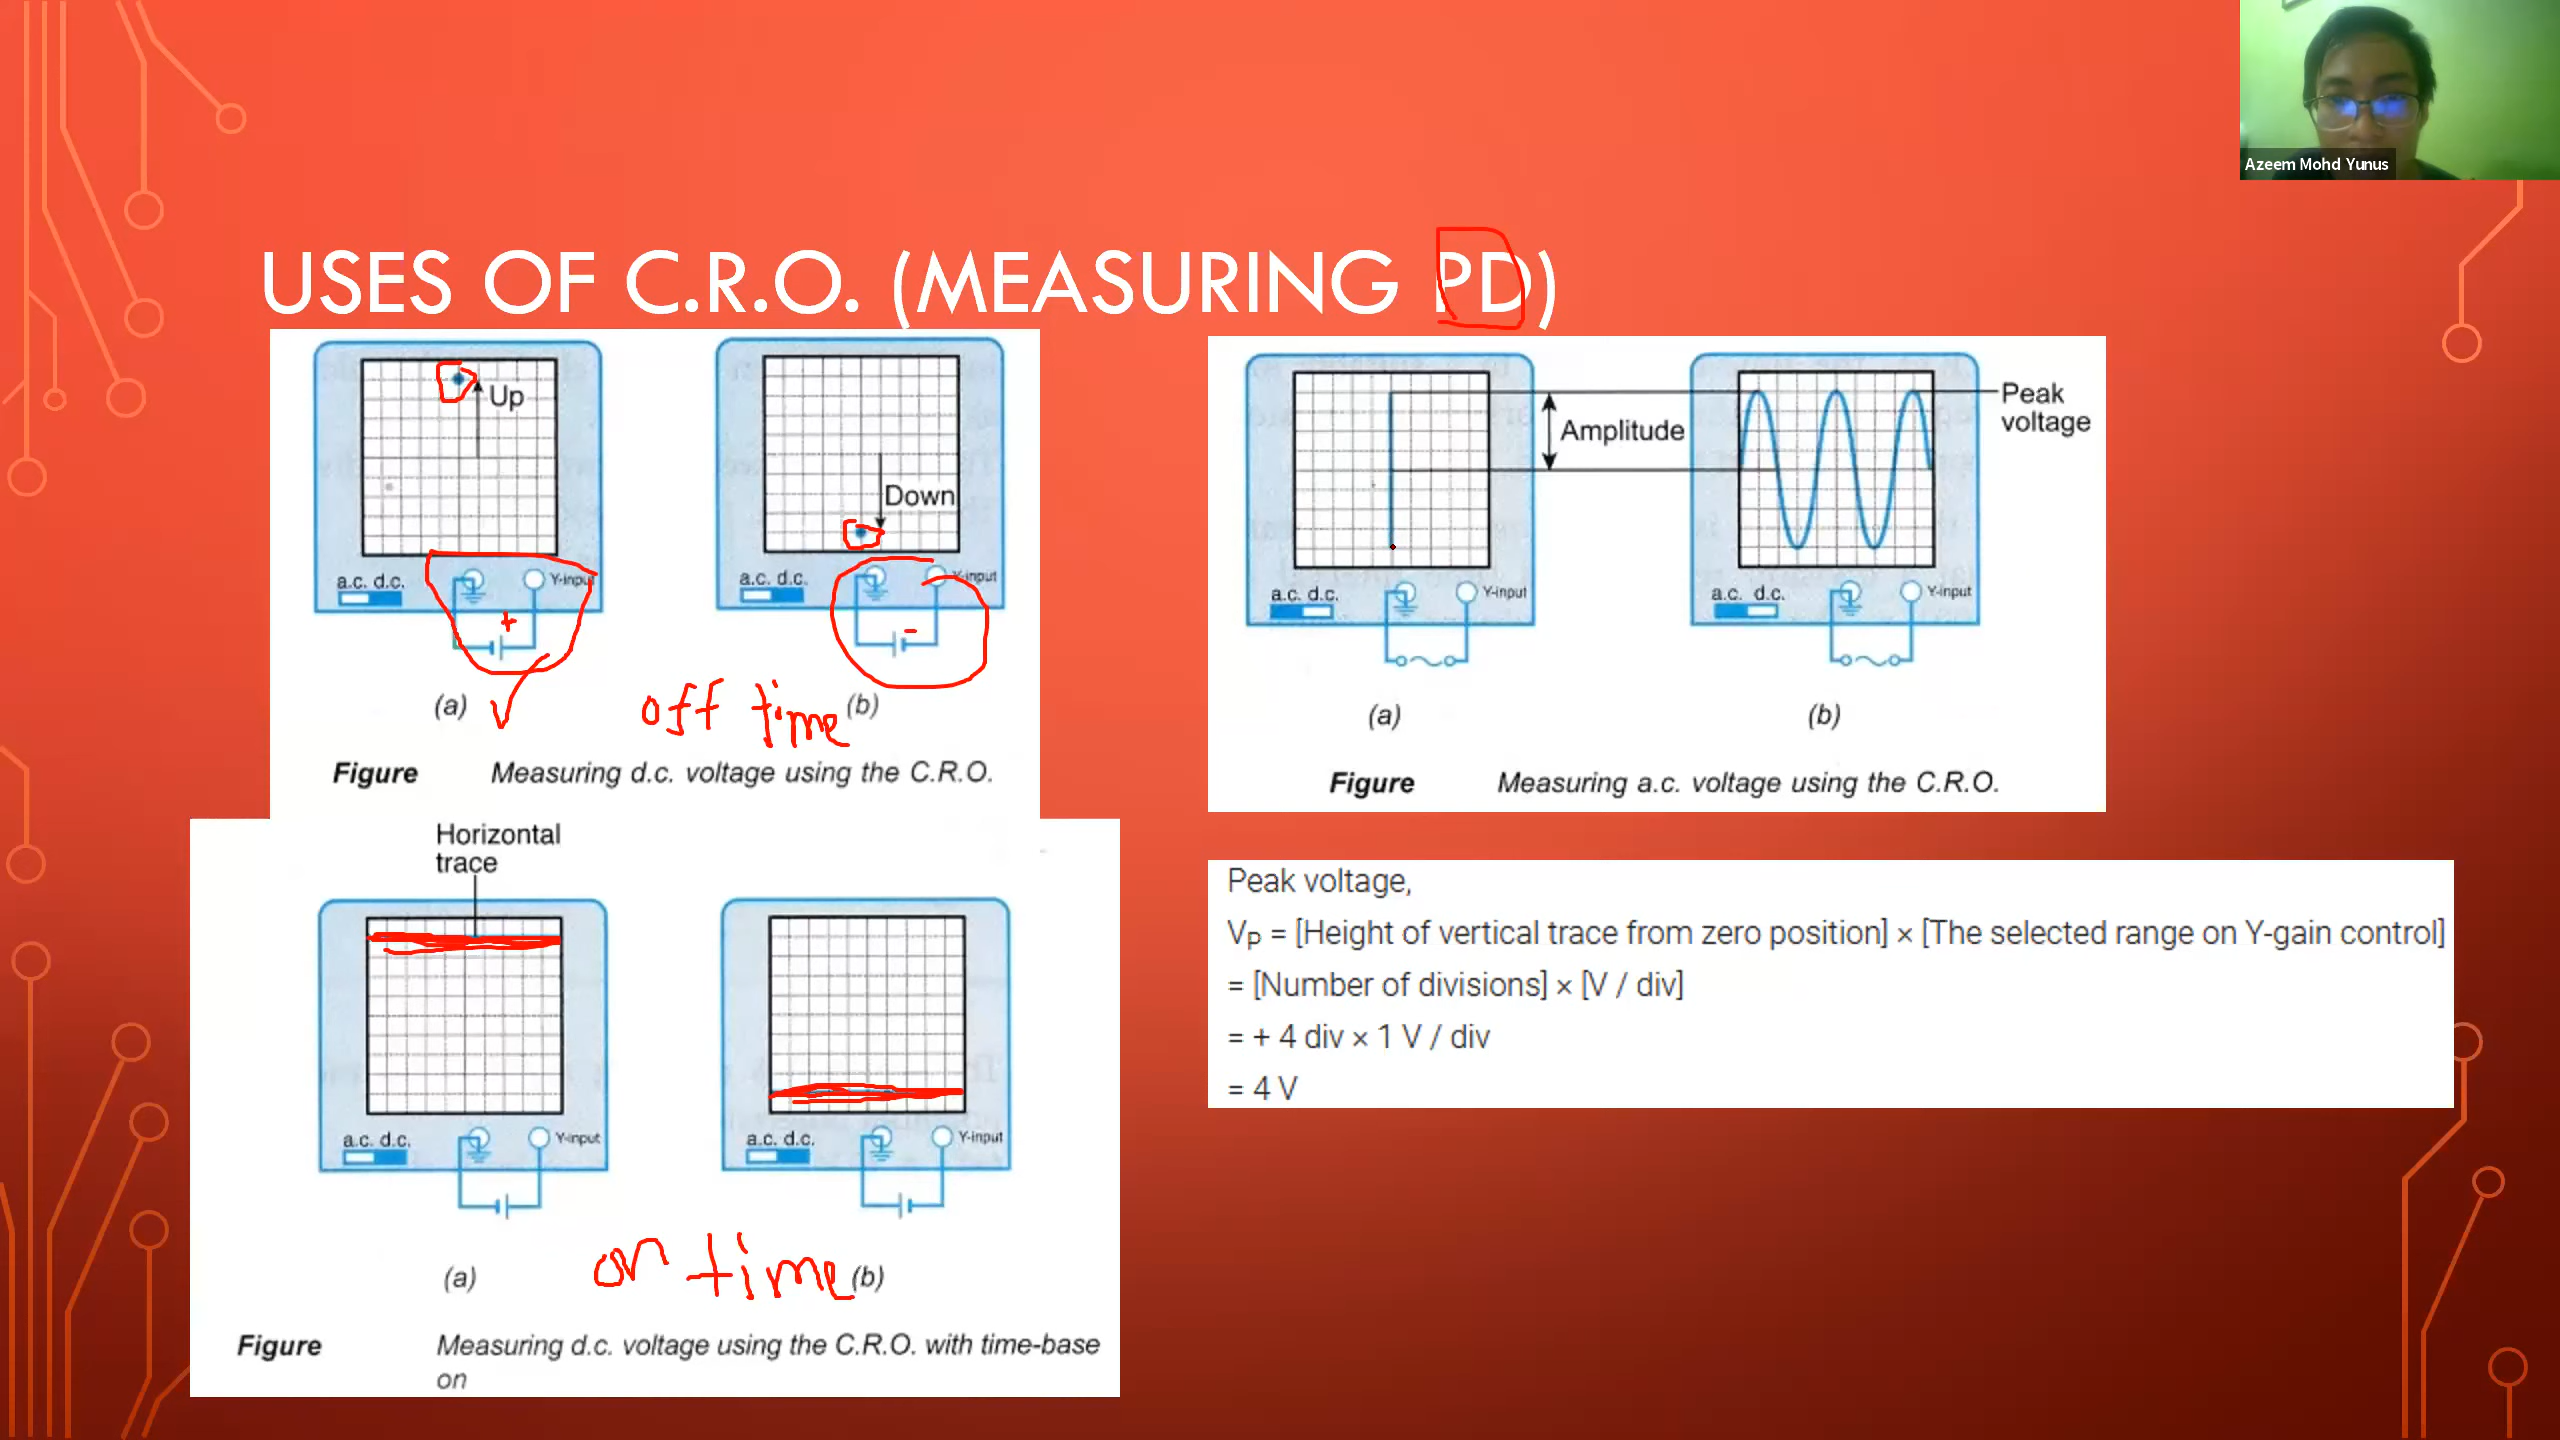 Azeem Mohd Yunus
USES OF C.R.O. (MEASURING PD)
Up
a.c. d.c.
Y-input
+
(a)
V
Down
a.c. d.c.
Y-input
-
(b)
off time
Figure Measuring d.c. voltage using the C.R.O.
Horizontal
trace
a.c. d.c.
Y-input
(a)
a.c. d.c.
Y-input
(b)
on time
Figure Measuring d.c. voltage using the C.R.O. with time-base
on
Amplitude
Peak
voltage
a.c. d.c.
Y-input
(a)
a.c. d.c.
Y-input
(b)
Figure Measuring a.c. voltage using the C.R.O.
Peak voltage,
VP = [Height of vertical trace from zero position] × [The selected range on Y-gain control]
= [Number of divisions] × [V / div]
= + 4 div × 1 V / div
= 4 V